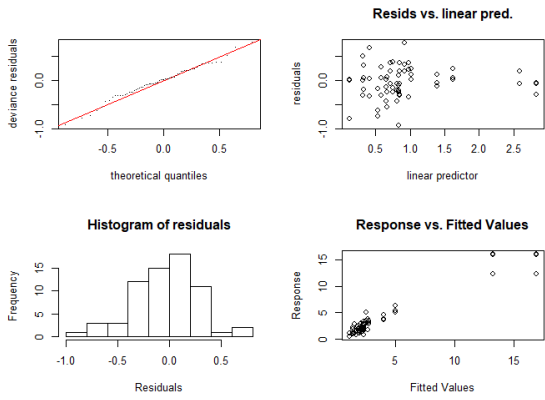 Resids vs. linear pred.
deviance residuals
-1.0
0.0
-0.5
0.0
0.5
theoretical quantiles
residuals
-1.0
0.0
0.5
1.0
1.5
2.0
2.5
linear predictor
Histogram of residuals
Frequency
0
5
15
-1.0
-0.5
0.0
0.5
Residuals
Response vs. Fitted Values
Response
0
5
10
15
5
10
15
Fitted Values